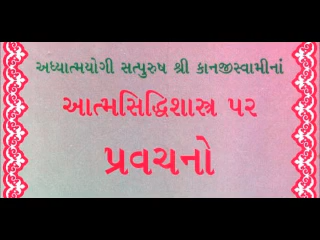 અધ્યાત્મયોગી સત્પુરુષ શ્રી કાનજીસ્વામીનાં
આત્મસિદ્ધિશાસ્ત્ર પર
પ્રવચનો